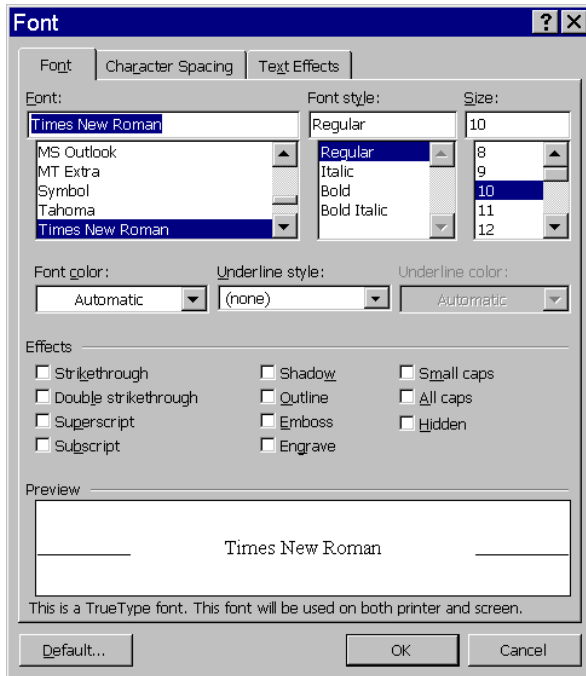 Font
Font Character Spacing Text Effects
Font: Font style: Size:
Times New Roman Regular 10
MS Outlook Regular 8
MT Extra Italic 9
Symbol Bold 10
Tahoma Bold Italic 11
Times New Roman 12
Font color: Underline style: Underline color:
Automatic (none) Automatic
Effects
Strikethrough Shadow Small caps
Double strikethrough Outline All caps
Superscript Emboss Hidden
Subscript Engrave
Preview
Times New Roman
This is a TrueType font. This font will be used on both printer and screen.
Default... OK Cancel